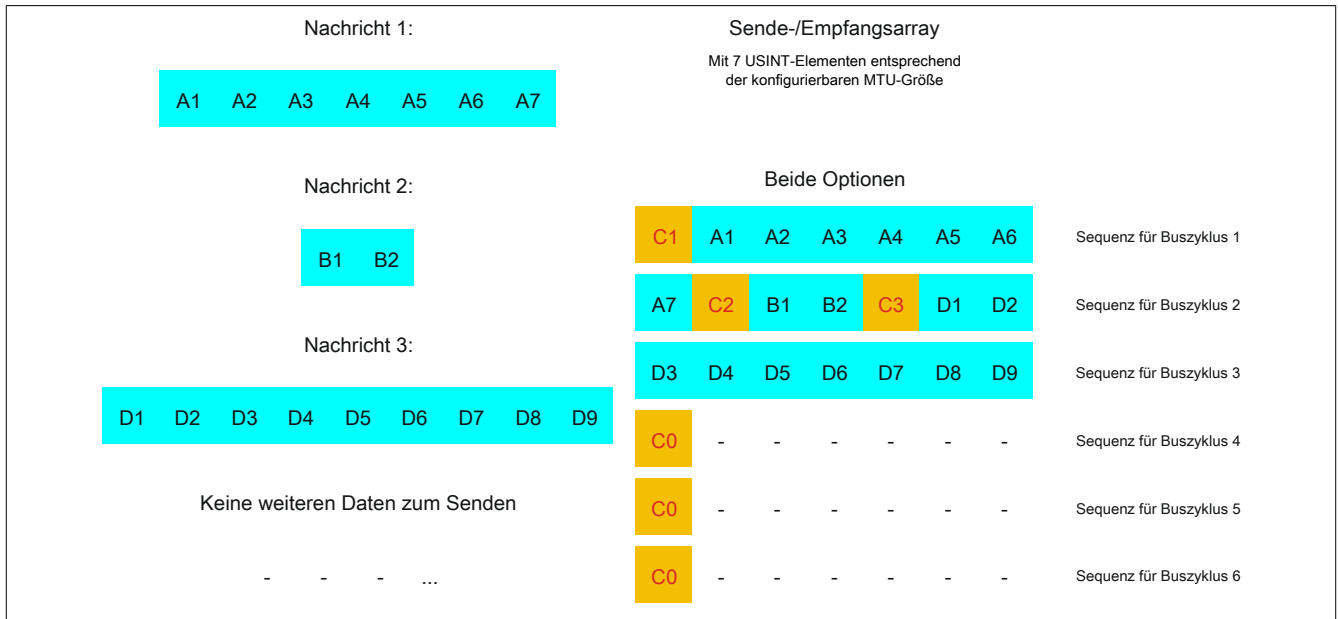 Nachricht 1:
A1 A2 A3 A4 A5 A6 A7
Nachricht 2:
B1 B2
Nachricht 3:
D1 D2 D3 D4 D5 D6 D7 D8 D9
Keine weiteren Daten zum Senden
- - - ...
Sende-/Empfangsarray
Mit 7 USINT-Elementen entsprechend
der konfigurierbaren MTU-Größe
Beide Optionen
C1 A1 A2 A3 A4 A5 A6 Sequenz für Buszyklus 1
A7 C2 B1 B2 C3 D1 D2 Sequenz für Buszyklus 2
D3 D4 D5 D6 D7 D8 D9 Sequenz für Buszyklus 3
C0 - - - - - - Sequenz für Buszyklus 4
C0 - - - - - - Sequenz für Buszyklus 5
C0 - - - - - - Sequenz für Buszyklus 6